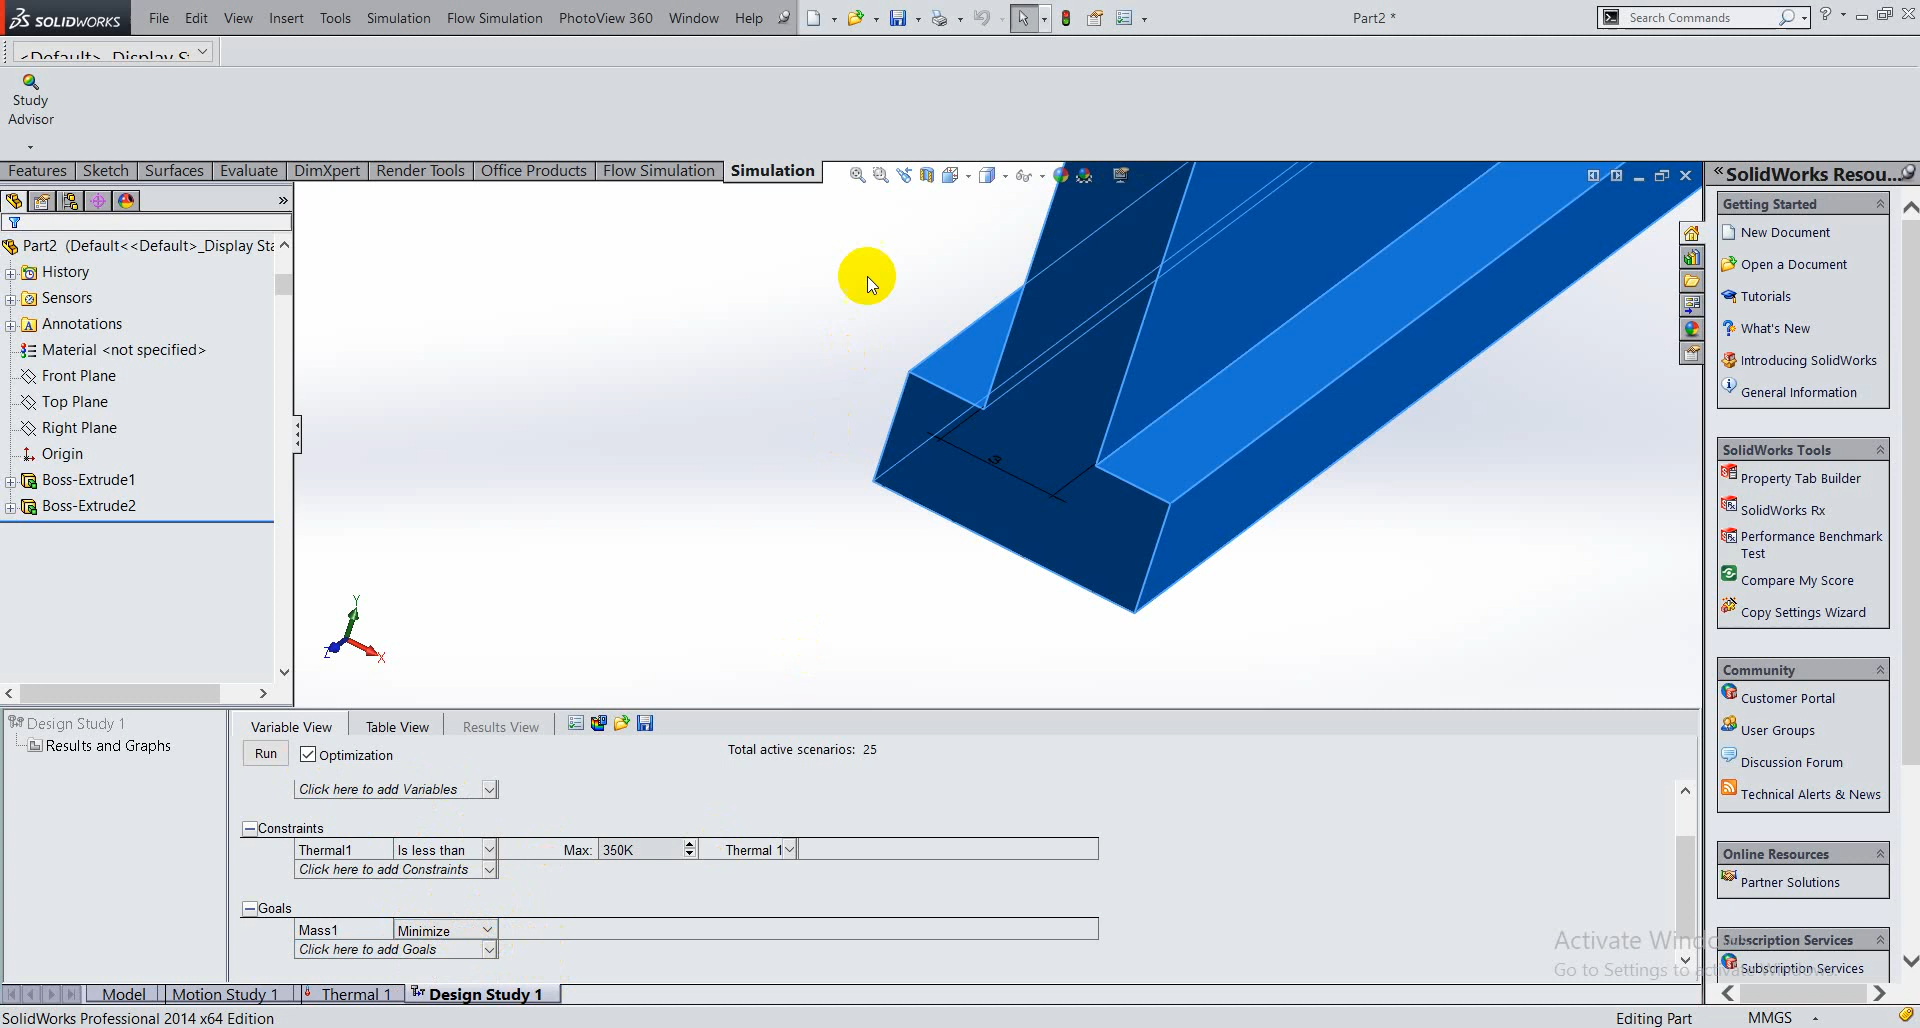 SOLIDWORKS File Edit View Insert Tools Simulation Flow Simulation PhotoView 360 Window Help Part2 * Search Commands
<Default>_Display S
Study
Advisor
Features Sketch Surfaces Evaluate DimXpert Render Tools Office Products Flow Simulation Simulation
Part2 (Default<<Default>_Display Sta
History
Sensors
Annotations
Material <not specified>
Front Plane
Top Plane
Right Plane
Origin
Boss-Extrude1
Boss-Extrude2
3
Y
Z
X
SolidWorks Resou...
Getting Started
New Document
Open a Document
Tutorials
What's New
Introducing SolidWorks
General Information
SolidWorks Tools
Property Tab Builder
SolidWorks Rx
Performance Benchmark
Test
Compare My Score
Copy Settings Wizard
Community
Customer Portal
User Groups
Discussion Forum
Technical Alerts & News
Online Resources
Partner Solutions
Subscription Services
Subscription Services
Design Study 1
Results and Graphs
Variable View Table View Results View
Run Optimization Total active scenarios: 25
Click here to add Variables
Constraints
Thermal1 Is less than Max: 350K Thermal 1
Click here to add Constraints
Goals
Mass1 Minimize
Click here to add Goals
Activate Windows
Go to Settings to activate Windows.
Model Motion Study 1 Thermal 1 Design Study 1
SolidWorks Professional 2014 x64 Edition Editing Part MMGS